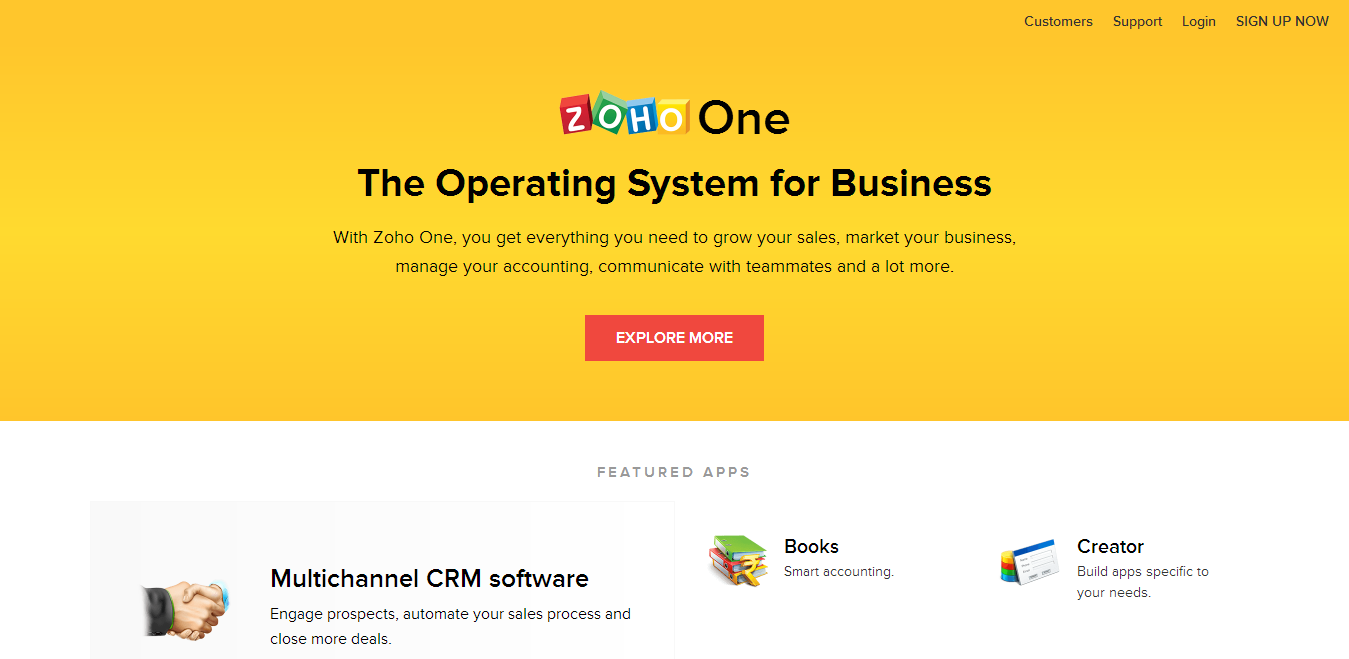 Customers Support Login SIGN UP NOW
ZOHO One
The Operating System for Business
With Zoho One, you get everything you need to grow your sales, market your business,
manage your accounting, communicate with teammates and a lot more.
EXPLORE MORE
FEATURED APPS
Multichannel CRM software
Engage prospects, automate your sales process and
close more deals.
₹
Books
Smart accounting.
Creator
Build apps specific to
your needs.